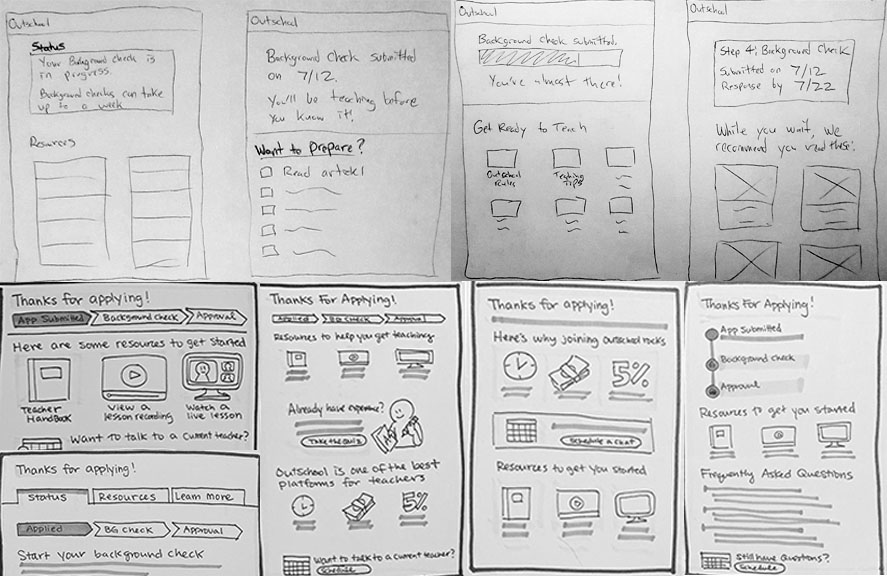 Outschool
Status
Your Background check is
in progress.
Background checks can take
up to a week
Resources
Outschool
Background check submitted
on 7/12.
You'll be teaching before
you know it!
Want to prepare?
Read article 1
Outschool
Background check submitted.
You're almost there!
Get Ready to Teach
Outschool
Rules
Teaching
Tips
Outschool
Step 4: Background Check
Submitted on 7/12
Response by 7/22
While you wait, we
recommend you read these:
Thanks for applying!
App Submitted
Background check
Approval
Here are some resources to get started
Teacher
Handbook
View a
lesson recording
Watch a
live lesson
Want to talk to a current teacher?
Thanks for applying!
Status
Resources
Learn more
Applied
BG Check
Approval
Start your background check
Thanks For Applying!
Applied
BG Check
Approval
Resources to help you get teaching
Already have experience?
Take the Quiz
Outschool is one of the best
platforms for teachers
5%
Want to talk to a current teacher?
Schedule
Thanks for applying!
Here's why joining outschool rocks
5%
Schedule a chat
Resources to get you started
Thanks For Applying!
App Submitted
Background check
Approval
Resources to get you started
Frequently Asked Questions
Still have Questions?
Schedule